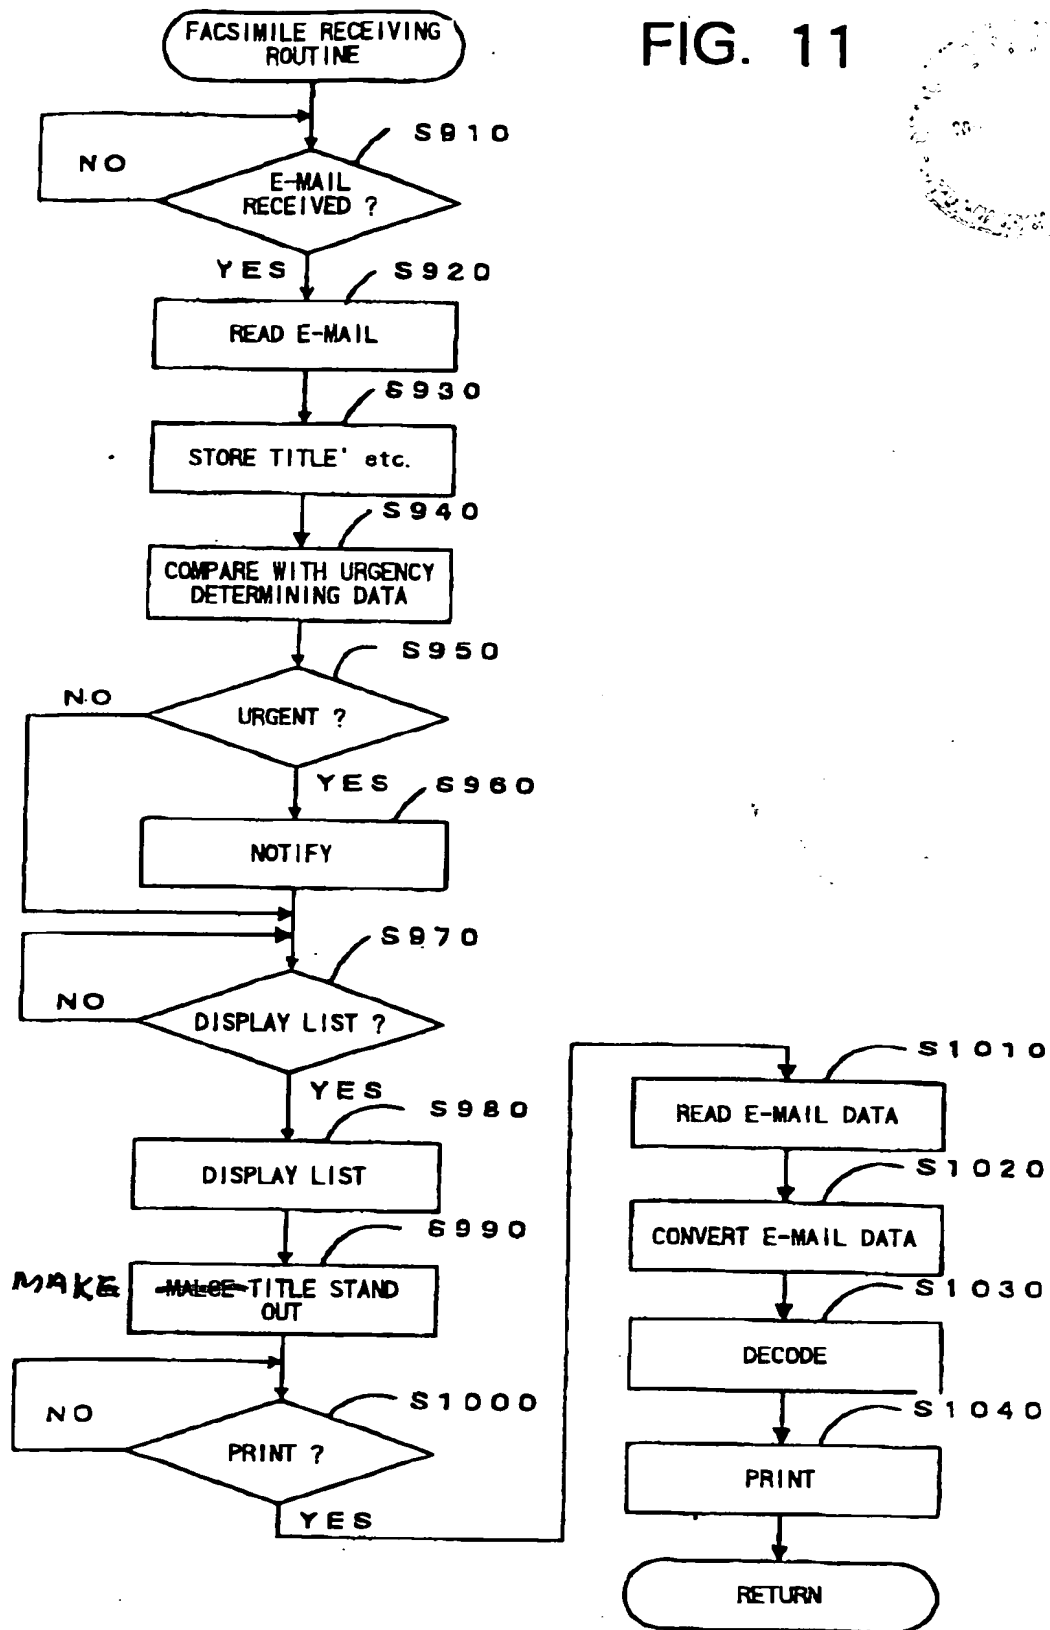 FIG. 11
FACSIMILE RECEIVING
ROUTINE
S910
NO
E-MAIL
RECEIVED ?
YES
S920
READ E-MAIL
S930
STORE TITLE' etc.
S940
COMPARE WITH URGENCY
DETERMINING DATA
S950
NO
URGENT ?
YES
S960
NOTIFY
S970
NO
DISPLAY LIST ?
YES
S980
DISPLAY LIST
S990
MAKE MALCE TITLE STAND
OUT
S1000
NO
PRINT ?
YES
S1010
READ E-MAIL DATA
S1020
CONVERT E-MAIL DATA
S1030
DECODE
S1040
PRINT
RETURN